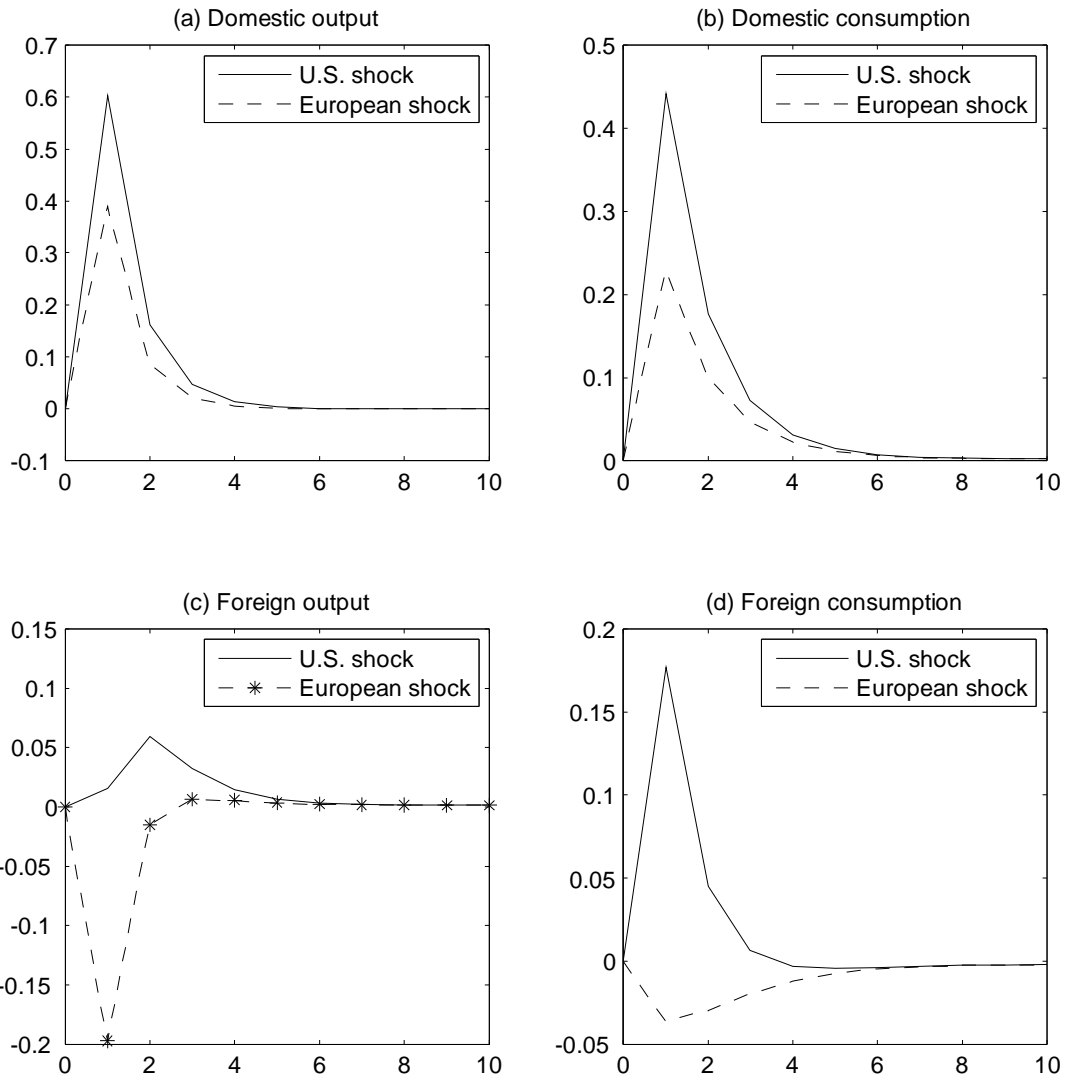 (a) Domestic output
0.7
0.6
0.5
0.4
0.3
0.2
0.1
0
-0.1
0 2 4 6 8 10
U.S. shock
European shock
(b) Domestic consumption
0.5
0.4
0.3
0.2
0.1
0
0 2 4 6 8 10
U.S. shock
European shock
(c) Foreign output
0.15
0.1
0.05
0
-0.05
-0.1
-0.15
-0.2
0 2 4 6 8 10
U.S. shock
European shock
(d) Foreign consumption
0.2
0.15
0.1
0.05
0
-0.05
0 2 4 6 8 10
U.S. shock
European shock